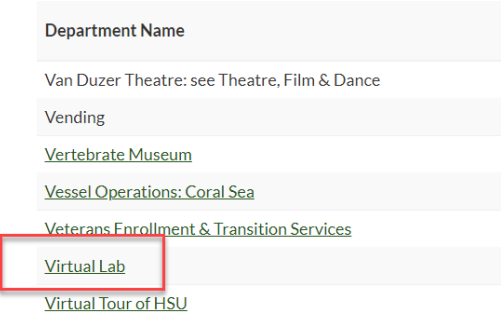 Department Name
Van Duzer Theatre: see Theatre, Film & Dance
Vending
Vertebrate Museum
Vessel Operations: Coral Sea
Veterans Enrollment & Transition Services
Virtual Lab
Virtual Tour of HSU